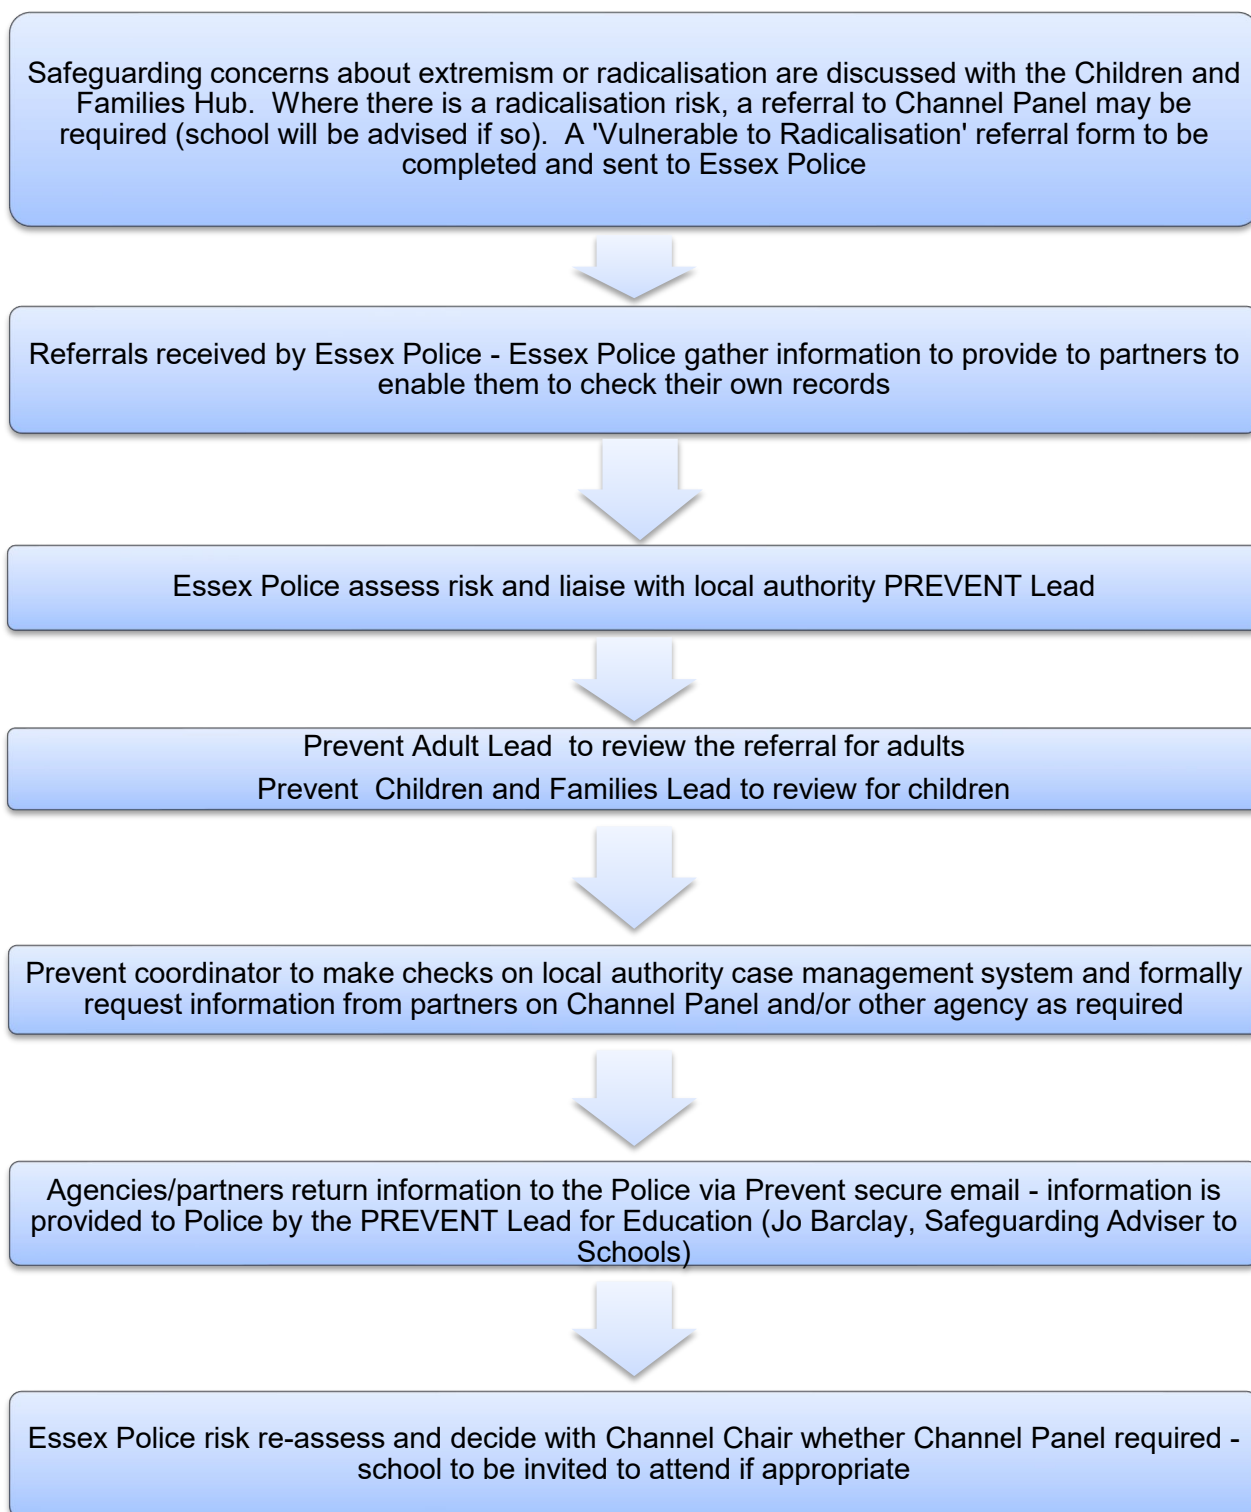 Safeguarding concerns about extremism or radicalisation are discussed with the Children and
Families Hub.  Where there is a radicalisation risk, a referral to Channel Panel may be
required (school will be advised if so).  A 'Vulnerable to Radicalisation' referral form to be
completed and sent to Essex Police
Referrals received by Essex Police - Essex Police gather information to provide to partners to
enable them to check their own records
Essex Police assess risk and liaise with local authority PREVENT Lead
Prevent Adult Lead  to review the referral for adults
Prevent  Children and Families Lead to review for children
Prevent coordinator to make checks on local authority case management system and formally
request information from partners on Channel Panel and/or other agency as required
Agencies/partners return information to the Police via Prevent secure email - information is
provided to Police by the PREVENT Lead for Education (Jo Barclay, Safeguarding Adviser to
Schools)
Essex Police risk re-assess and decide with Channel Chair whether Channel Panel required -
school to be invited to attend if appropriate